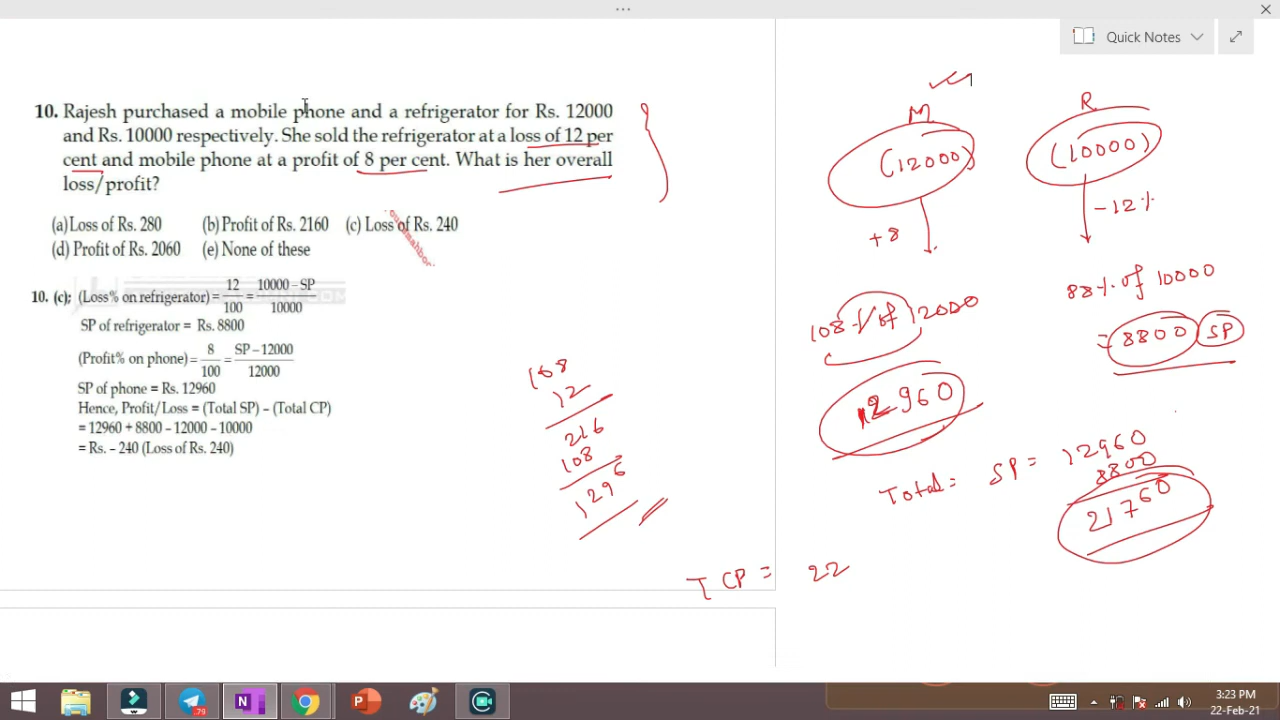 Quick Notes
10. Rajesh purchased a mobile phone and a refrigerator for Rs. 12000
and Rs. 10000 respectively. She sold the refrigerator at a loss of 12 per
cent and mobile phone at a profit of 8 per cent. What is her overall
loss/profit?
(a)Loss of Rs. 280 (b) Profit of Rs. 2160 (c) Loss of Rs. 240
(d) Profit of Rs. 2060 (e) None of these
10. (c); (Loss% on refrigerator) = 12/100 = 10000 – SP/10000
SP of refrigerator = Rs. 8800
(Profit% on phone) = 8/100 = SP – 12000/12000
SP of phone = Rs. 12960
Hence, Profit/Loss = (Total SP) – (Total CP)
= 12960 + 8800 – 12000 – 10000
= Rs. – 240 (Loss of Rs. 240)
108
12
216
108
1296
M
(12000)
+8
108 % of 12000
12960
R
(10000)
-12%
88% of 10000
= 8800 SP
Total = SP = 12960
8800
21760
T CP = 22
79
3:23 PM
22-Feb-21